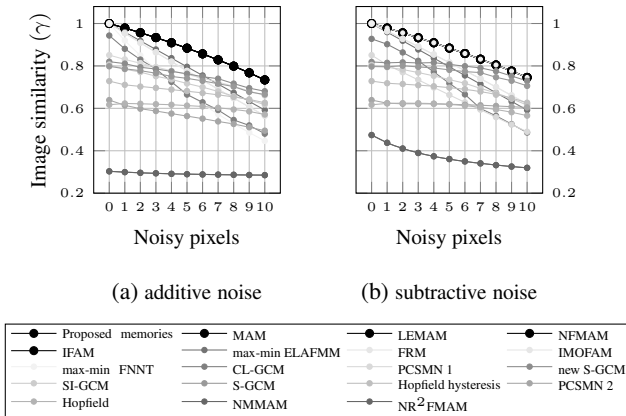 Image similarity (γ)
1
0.8
0.6
0.4
0.2
0 1 2 3 4 5 6 7 8 9 10
Noisy pixels
(a) additive noise
1
0.8
0.6
0.4
0.2
0 1 2 3 4 5 6 7 8 9 10
Noisy pixels
(b) subtractive noise
Proposed memories MAM LEMAM NFMAM
IFAM max-min ELAFMM FRM IMOFAM
max-min FNNT CL-GCM PCSMN 1 new S-GCM
SI-GCM S-GCM Hopfield hysteresis PCSMN 2
Hopfield NMMAM NR²FMAM